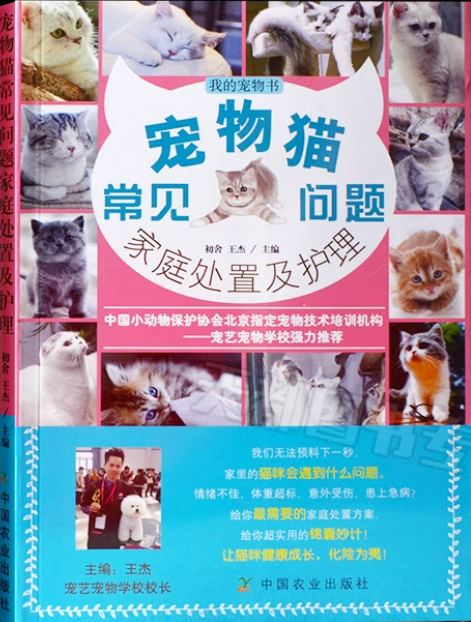 宠物猫常见问题家庭处置及护理
初舍 王杰/主编
中国农业出版社
我的宠物书
宠物猫
常见 问题
家庭处置及护理
初舍 王杰/主编
中国小动物保护协会北京指定宠物技术培训机构
——宠艺宠物学校强力推荐
我们无法预料下一秒,
家里的猫咪会遇到什么问题。
情绪不佳、体重超标、意外受伤、患上急病?
给你最需要的家庭处置方案,
给你超实用的锦囊妙计!
让猫咪健康成长,化险为夷!
主编:王杰
宠艺宠物学校校长
中国农业出版社